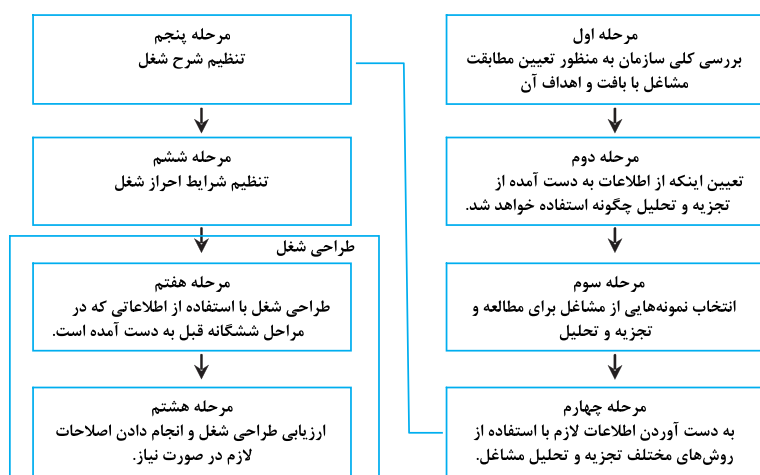 مرحله اول
بررسی کلی سازمان به منظور تعیین مطابقت
مشاغل با بافت و اهداف آن
مرحله دوم
تعیین اینکه از اطلاعات به دست آمده از
تجزیه و تحلیل چگونه استفاده خواهد شد.
مرحله سوم
انتخاب نمونه‌هایی از مشاغل برای مطالعه و
تجزیه و تحلیل
مرحله چهارم
به دست آوردن اطلاعات لازم با استفاده از
روش‌های مختلف تجزیه و تحلیل مشاغل.
مرحله پنجم
تنظیم شرح شغل
مرحله ششم
تنظیم شرایط احراز شغل
طراحی شغل
مرحله هفتم
طراحی شغل با استفاده از اطلاعاتی که در
مراحل ششگانه قبل به دست آمده است.
مرحله هشتم
ارزیابی طراحی شغل و انجام دادن اصلاحات
لازم در صورت نیاز.